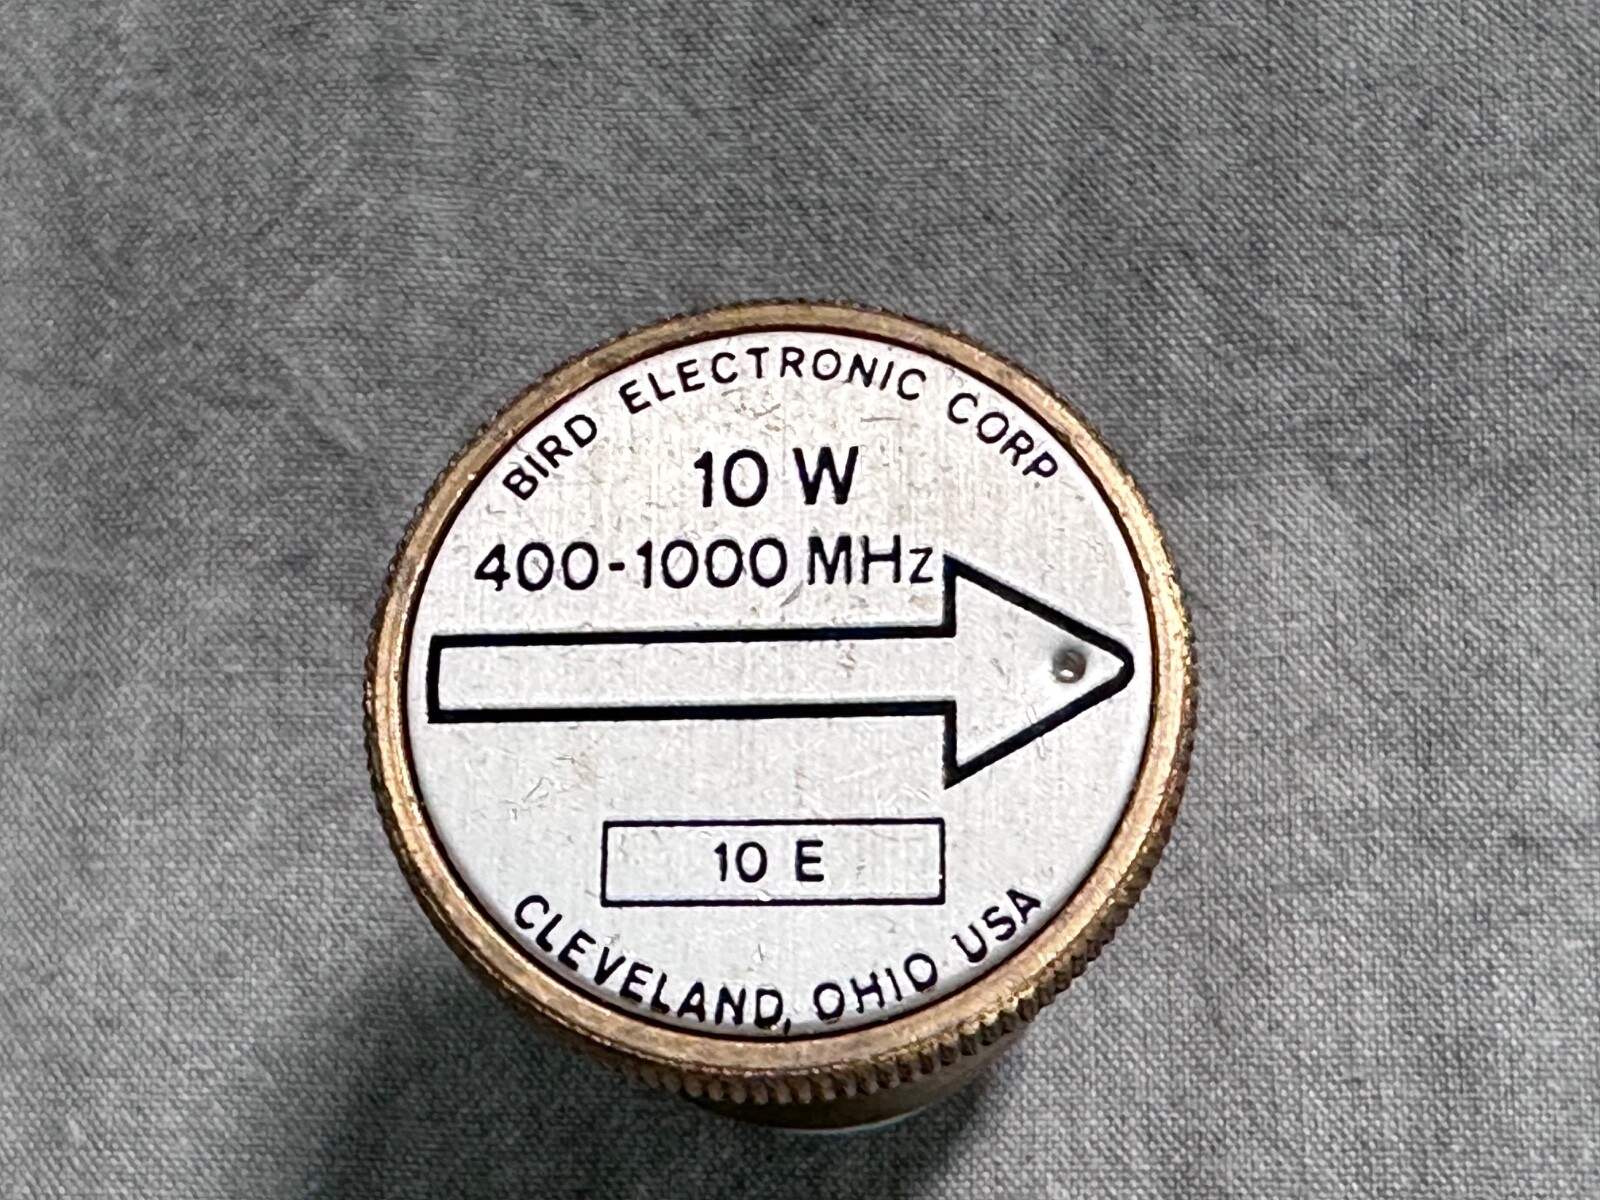 BIRD ELECTRONIC CORP
10 W
400-1000 MHz
10 E
CLEVELAND, OHIO USA